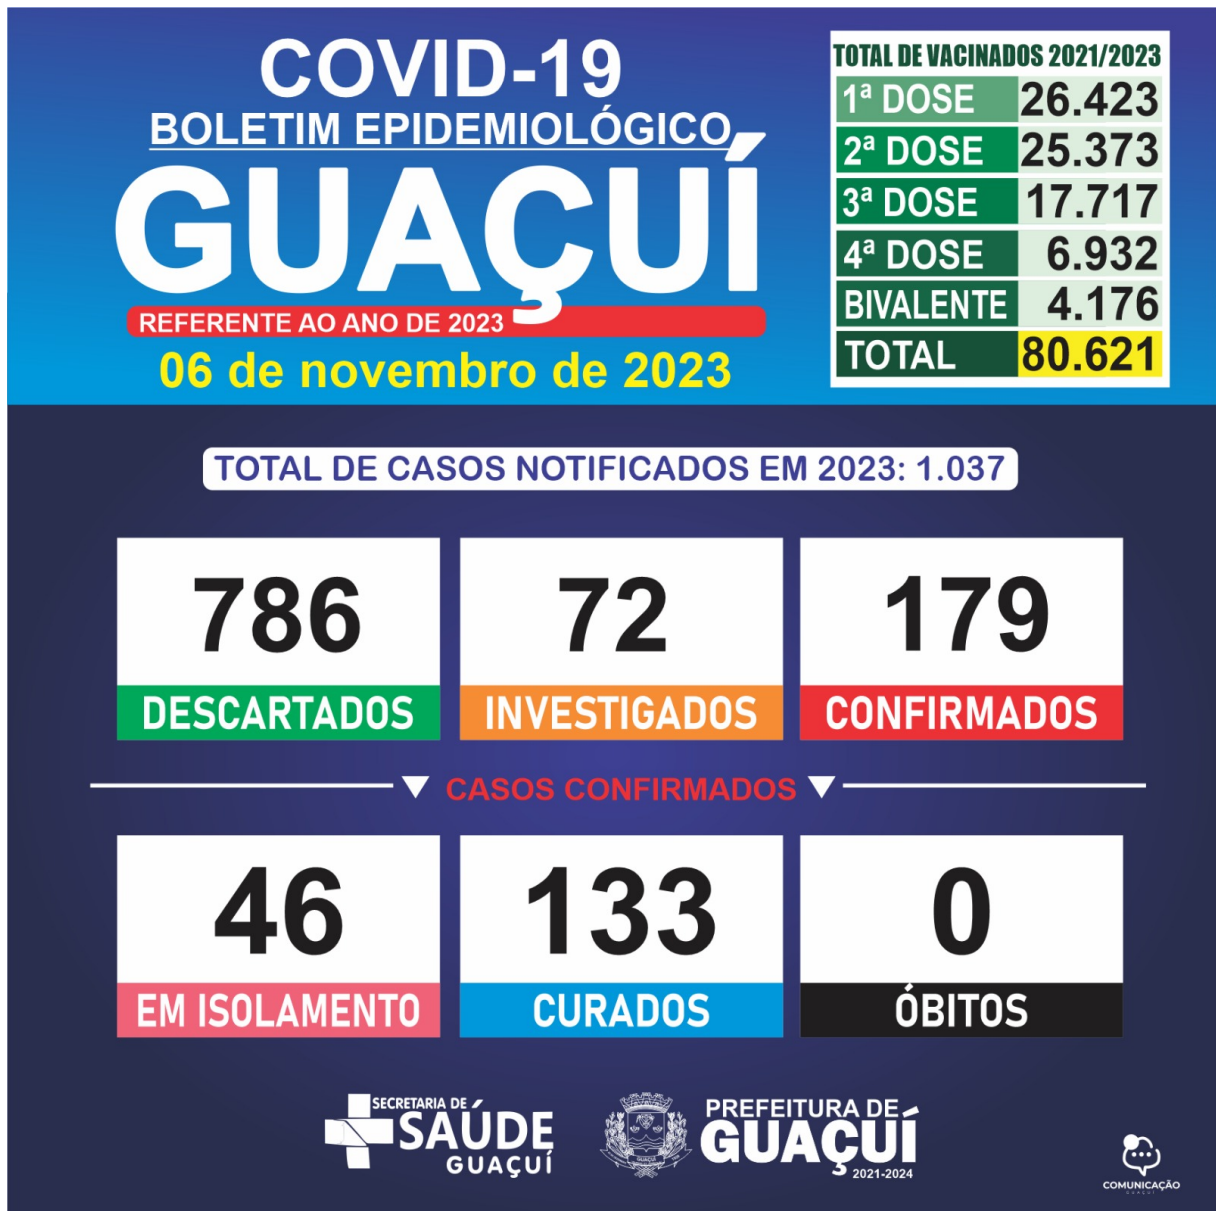 COVID-19
BOLETIM EPIDEMIOLÓGICO
GUAÇUÍ
REFERENTE AO ANO DE 2023
06 de novembro de 2023
TOTAL DE VACINADOS 2021/2023
1ª DOSE 26.423
2ª DOSE 25.373
3ª DOSE 17.717
4ª DOSE 6.932
BIVALENTE 4.176
TOTAL 80.621
TOTAL DE CASOS NOTIFICADOS EM 2023: 1.037
786
DESCARTADOS
72
INVESTIGADOS
179
CONFIRMADOS
CASOS CONFIRMADOS
46
EM ISOLAMENTO
133
CURADOS
0
ÓBITOS
SECRETARIA DE
SAÚDE
GUAÇUÍ
PREFEITURA DE
GUAÇUÍ
2021-2024
COMUNICAÇÃO
GUAÇUÍ